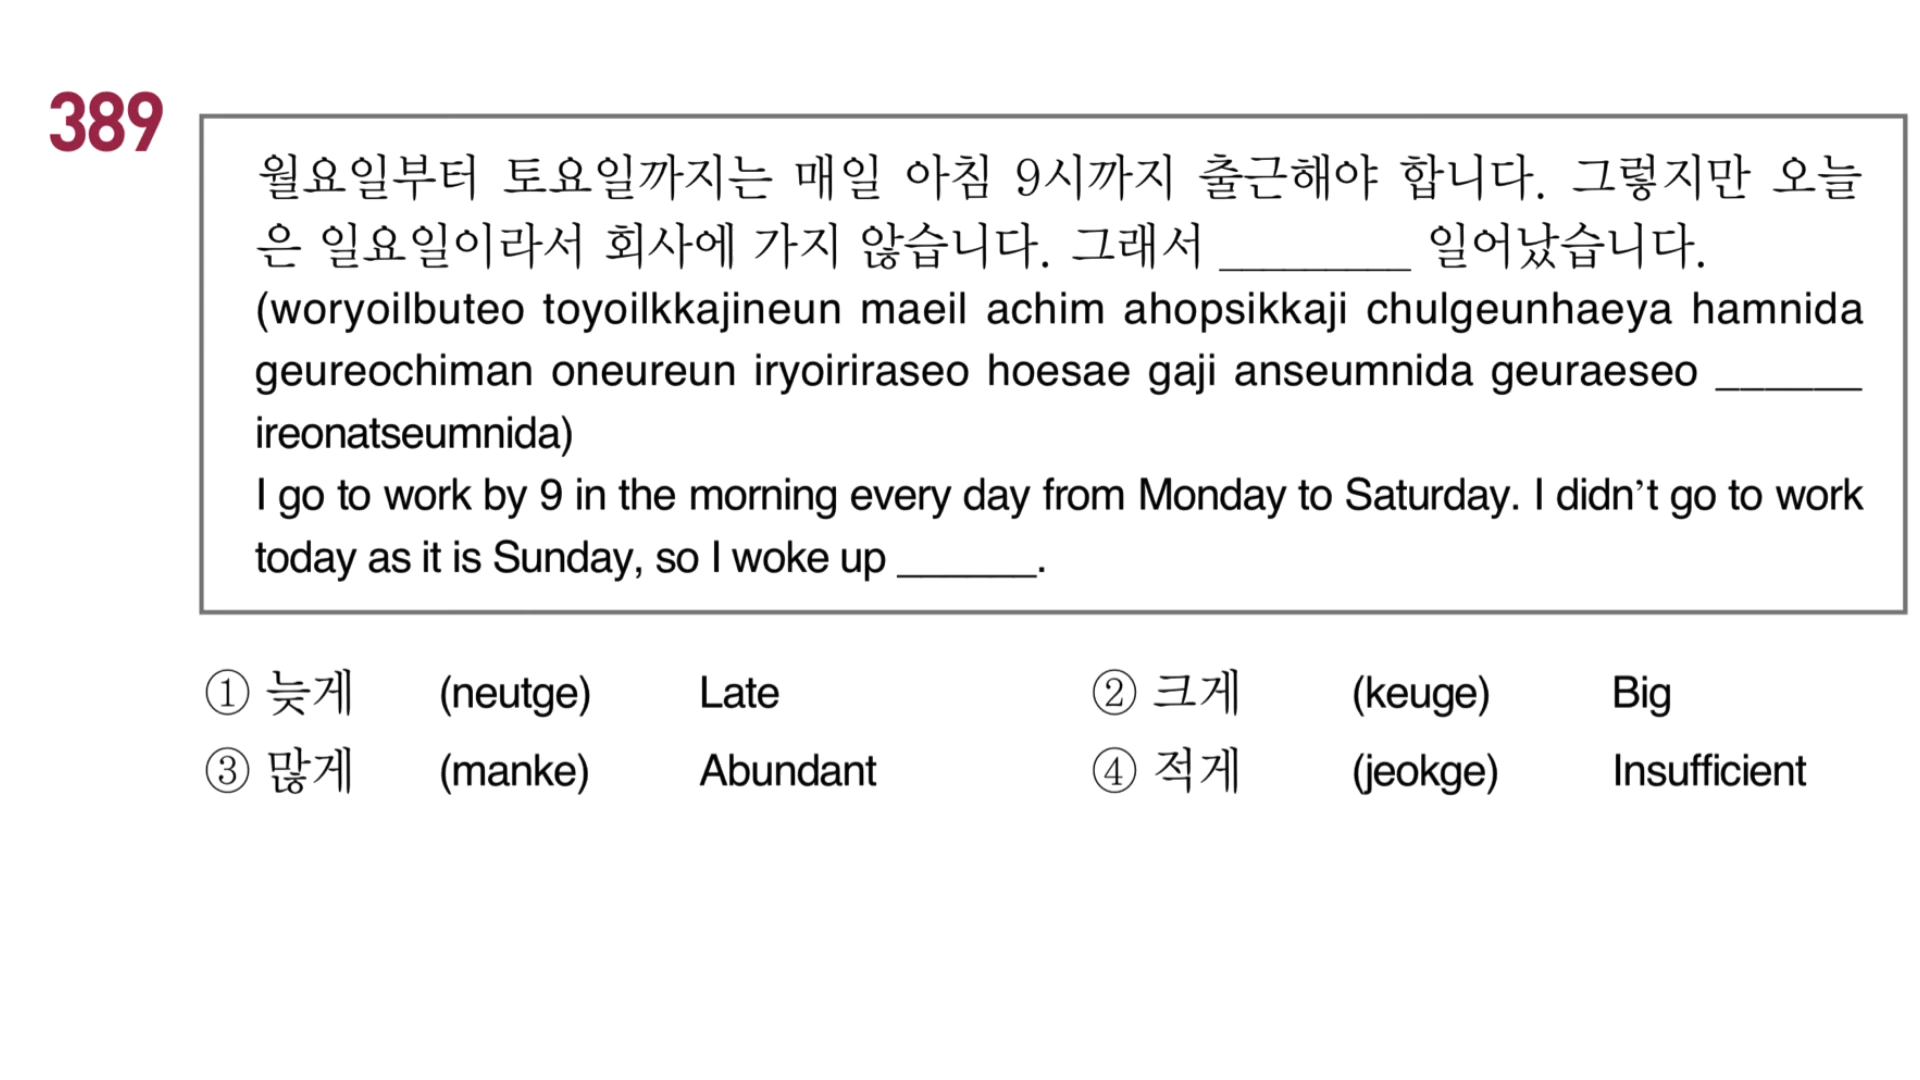 389
월요일부터 토요일까지는 매일 아침 9시까지 출근해야 합니다. 그렇지만 오늘
은 일요일이라서 회사에 가지 않습니다. 그래서 ________ 일어났습니다.
(woryoilbuteo toyoilkkajineun maeil achim ahopsikkaji chulgeunhaeya hamnida
geureochiman oneureun iryoiriraseo hoesae gaji anseumnida geuraeseo ______
ireonatseumnida)
I go to work by 9 in the morning every day from Monday to Saturday. I didn’t go to work
today as it is Sunday, so I woke up ______.
① 늦게 (neutge) Late ② 크게 (keuge) Big
③ 많게 (manke) Abundant ④ 적게 (jeokge) Insufficient